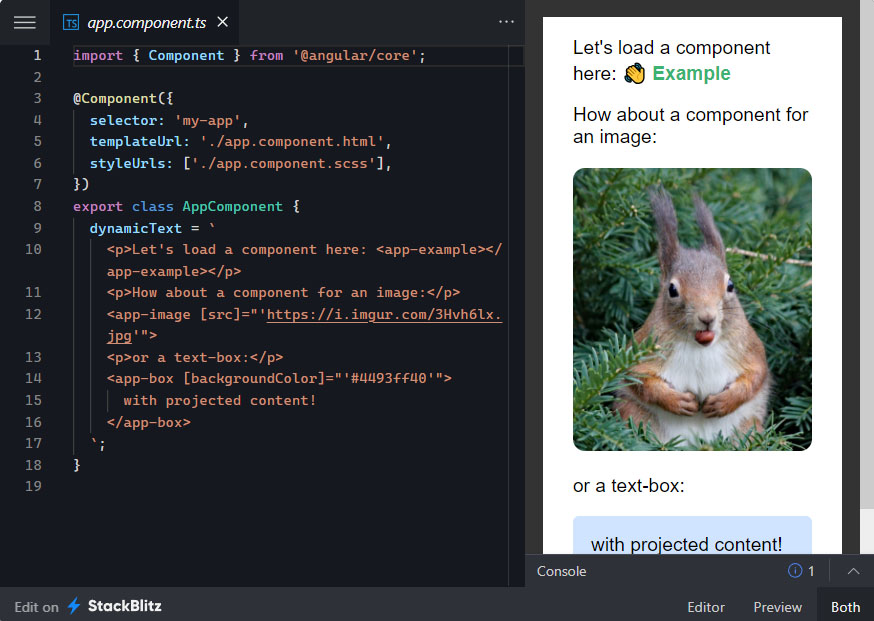 TS app.component.ts
1 import { Component } from '@angular/core';
2
3 @Component({
4 selector: 'my-app',
5 templateUrl: './app.component.html',
6 styleUrls: ['./app.component.scss'],
7 })
8 export class AppComponent {
9 dynamicText = `
10 <p>Let's load a component here: <app-example></
app-example></p>
11 <p>How about a component for an image:</p>
12 <app-image [src]="'https://i.imgur.com/3Hvh6lx.
jpg'">
13 <p>or a text-box:</p>
14 <app-box [backgroundColor]="'#4493ff40'">
15 with projected content!
16 </app-box>
17 `;
18 }
19
Let's load a component
here: 👏 Example
How about a component for
an image:
or a text-box:
with projected content!
Console 1
Edit on StackBlitz
Editor Preview Both